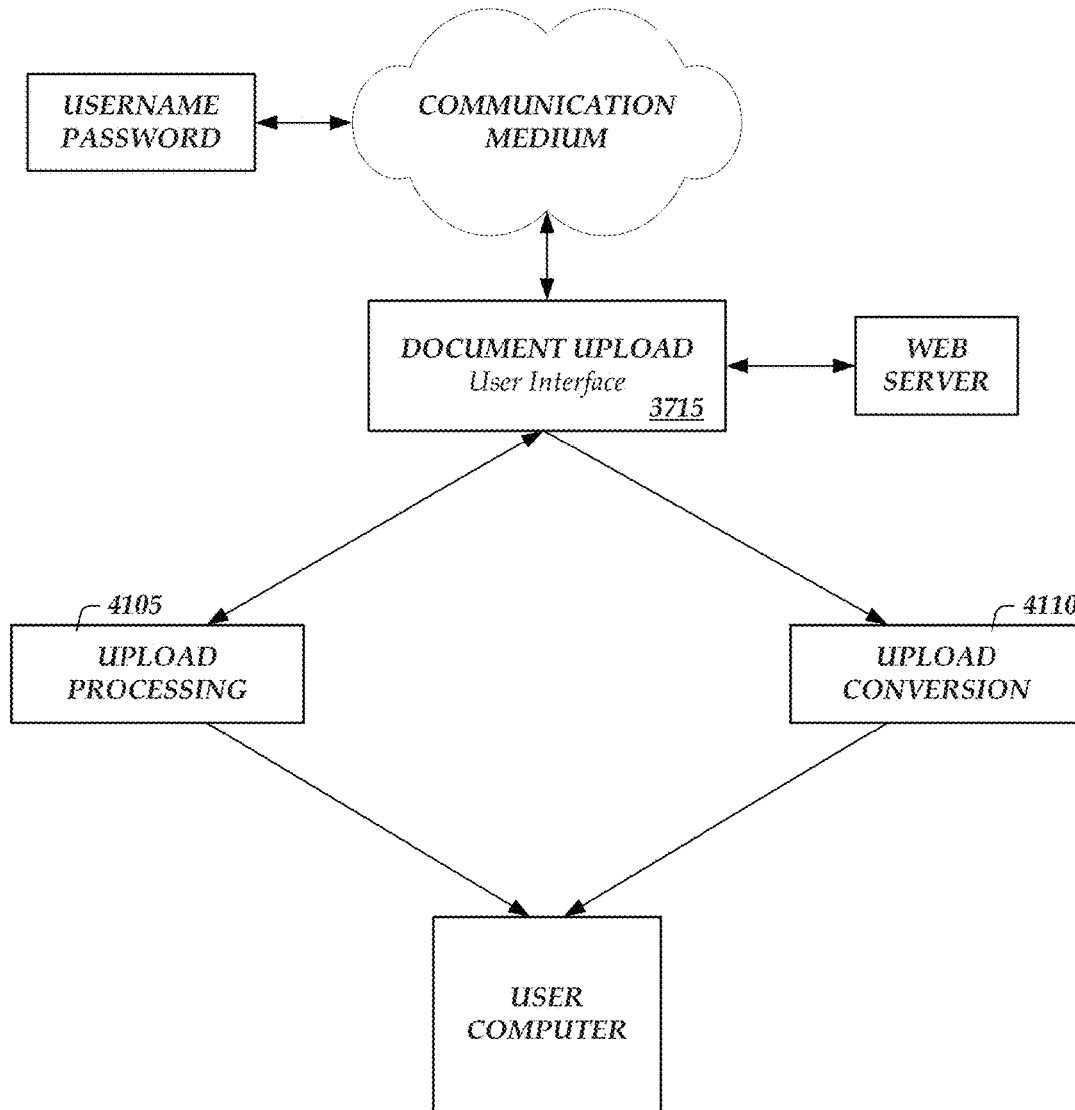 USERNAME
PASSWORD
COMMUNICATION
MEDIUM
DOCUMENT UPLOAD
User Interface
3715
WEB
SERVER
4105
UPLOAD
PROCESSING
4110
UPLOAD
CONVERSION
USER
COMPUTER